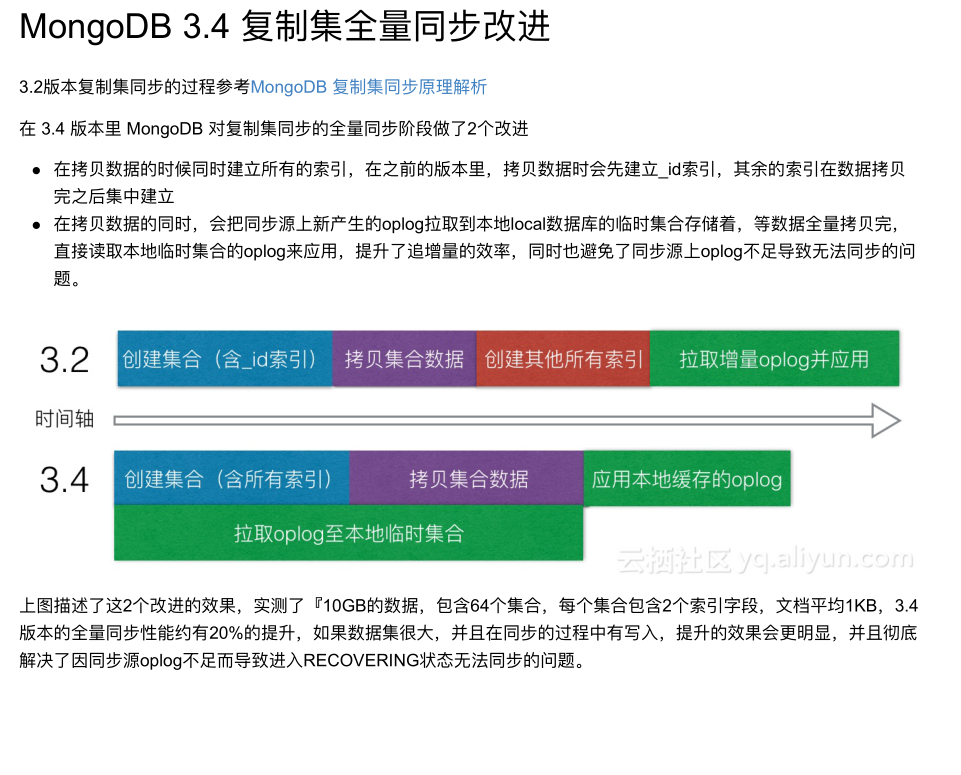 MongoDB 3.4 复制集全量同步改进
3.2版本复制集同步的过程参考MongoDB 复制集同步原理解析
在 3.4 版本里 MongoDB 对复制集同步的全量同步阶段做了2个改进
● 在拷贝数据的时候同时建立所有的索引，在之前的版本里，拷贝数据时会先建立_id索引，其余的索引在数据拷贝
完之后集中建立
● 在拷贝数据的同时，会把同步源上新产生的oplog拉取到本地local数据库的临时集合存储着，等数据全量拷贝完，
直接读取本地临时集合的oplog来应用，提升了追增量的效率，同时也避免了同步源上oplog不足导致无法同步的问
题。
3.2 创建集合（含_id索引） 拷贝集合数据 创建其他所有索引 拉取增量oplog并应用
时间轴
3.4 创建集合（含所有索引） 拷贝集合数据 应用本地缓存的oplog
拉取oplog至本地临时集合
云栖社区 yq.aliyun.com
上图描述了这2个改进的效果，实测了『10GB的数据，包含64个集合，每个集合包含2个索引字段，文档平均1KB，3.4
版本的全量同步性能约有20%的提升，如果数据集很大，并且在同步的过程中有写入，提升的效果会更明显，并且彻底
解决了因同步源oplog不足而导致进入RECOVERING状态无法同步的问题。